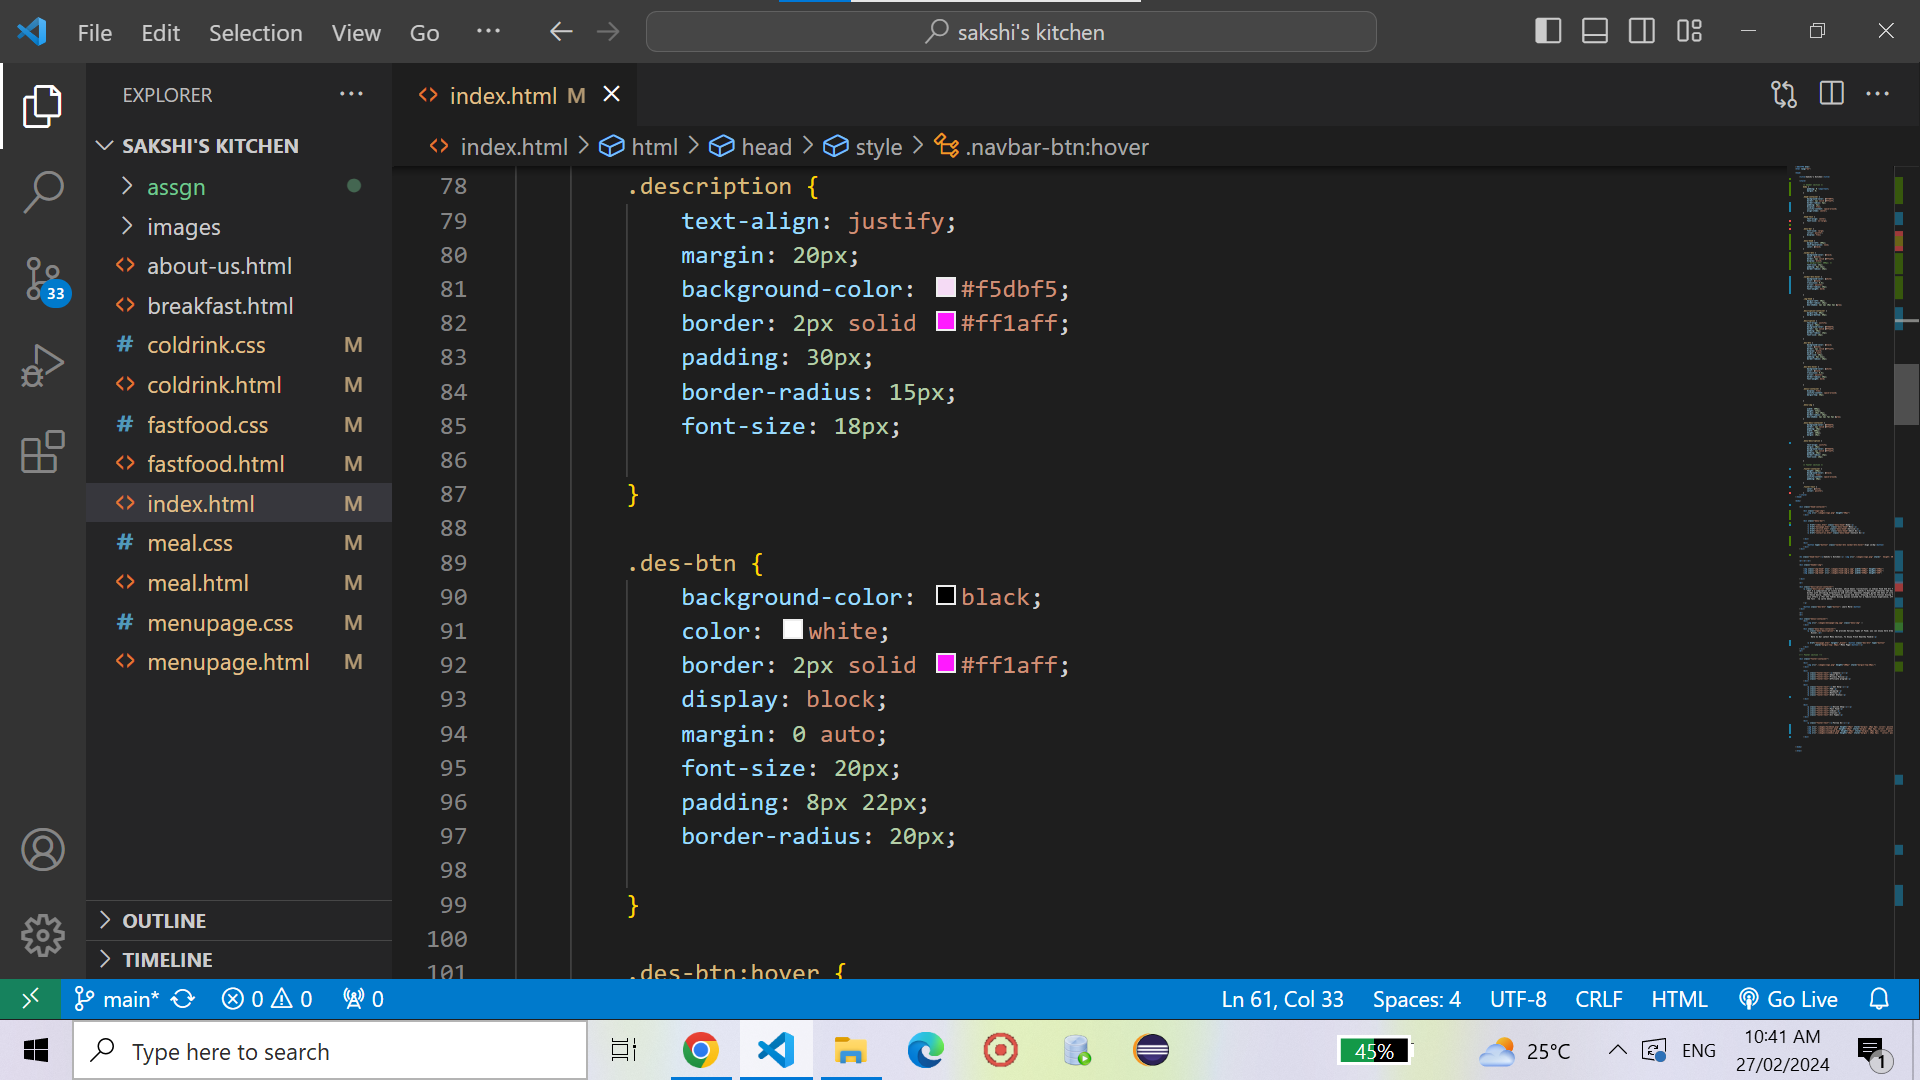 File Edit Selection View Go ··· sakshi's kitchen
EXPLORER ···
SAKSHI'S KITCHEN
assgn
images
about-us.html
breakfast.html
coldrink.css M
coldrink.html M
fastfood.css M
fastfood.html M
index.html M
meal.css M
meal.html M
menupage.css M
menupage.html M
OUTLINE
TIMELINE
33
index.html M
index.html > html > head > style > .navbar-btn:hover
78 .description {
79 text-align: justify;
80 margin: 20px;
81 background-color: #f5dbf5;
82 border: 2px solid #ff1aff;
83 padding: 30px;
84 border-radius: 15px;
85 font-size: 18px;
86
87 }
88
89 .des-btn {
90 background-color: black;
91 color: white;
92 border: 2px solid #ff1aff;
93 display: block;
94 margin: 0 auto;
95 font-size: 20px;
96 padding: 8px 22px;
97 border-radius: 20px;
98
99 }
100
101 .des-btn:hover {
main* 0 0 0 Ln 61, Col 33 Spaces: 4 UTF-8 CRLF HTML Go Live
Type here to search 45% 25°C ENG 10:41 AM
27/02/2024 1